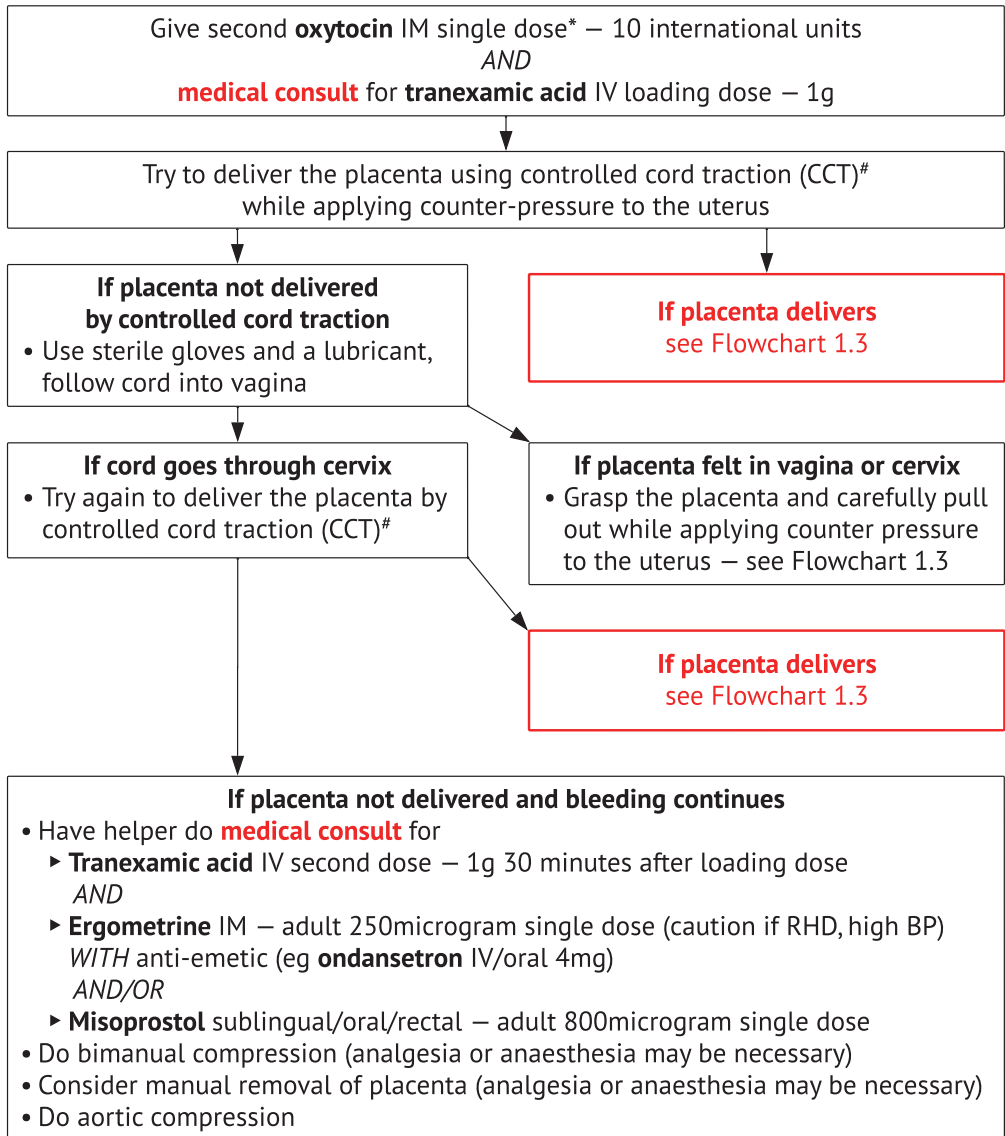 Give second oxytocin IM single dose* — 10 international units
AND
medical consult for tranexamic acid IV loading dose — 1g
Try to deliver the placenta using controlled cord traction (CCT)#
while applying counter-pressure to the uterus
If placenta not delivered
by controlled cord traction
• Use sterile gloves and a lubricant,
follow cord into vagina
If placenta delivers
see Flowchart 1.3
If cord goes through cervix
• Try again to deliver the placenta by
controlled cord traction (CCT)#
If placenta felt in vagina or cervix
• Grasp the placenta and carefully pull
out while applying counter pressure
to the uterus — see Flowchart 1.3
If placenta delivers
see Flowchart 1.3
If placenta not delivered and bleeding continues
• Have helper do medical consult for
▶ Tranexamic acid IV second dose — 1g 30 minutes after loading dose
AND
▶ Ergometrine IM — adult 250microgram single dose (caution if RHD, high BP)
WITH anti-emetic (eg ondansetron IV/oral 4mg)
AND/OR
▶ Misoprostol sublingual/oral/rectal — adult 800microgram single dose
• Do bimanual compression (analgesia or anaesthesia may be necessary)
• Consider manual removal of placenta (analgesia or anaesthesia may be necessary)
• Do aortic compression